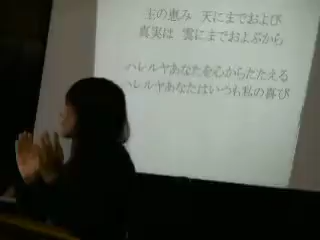 主の恵み 天にまでおよび
真実は 雲にまでおよぶから
ハレルヤあなたを心からたたえる
ハレルヤあなたはいつも私の喜び